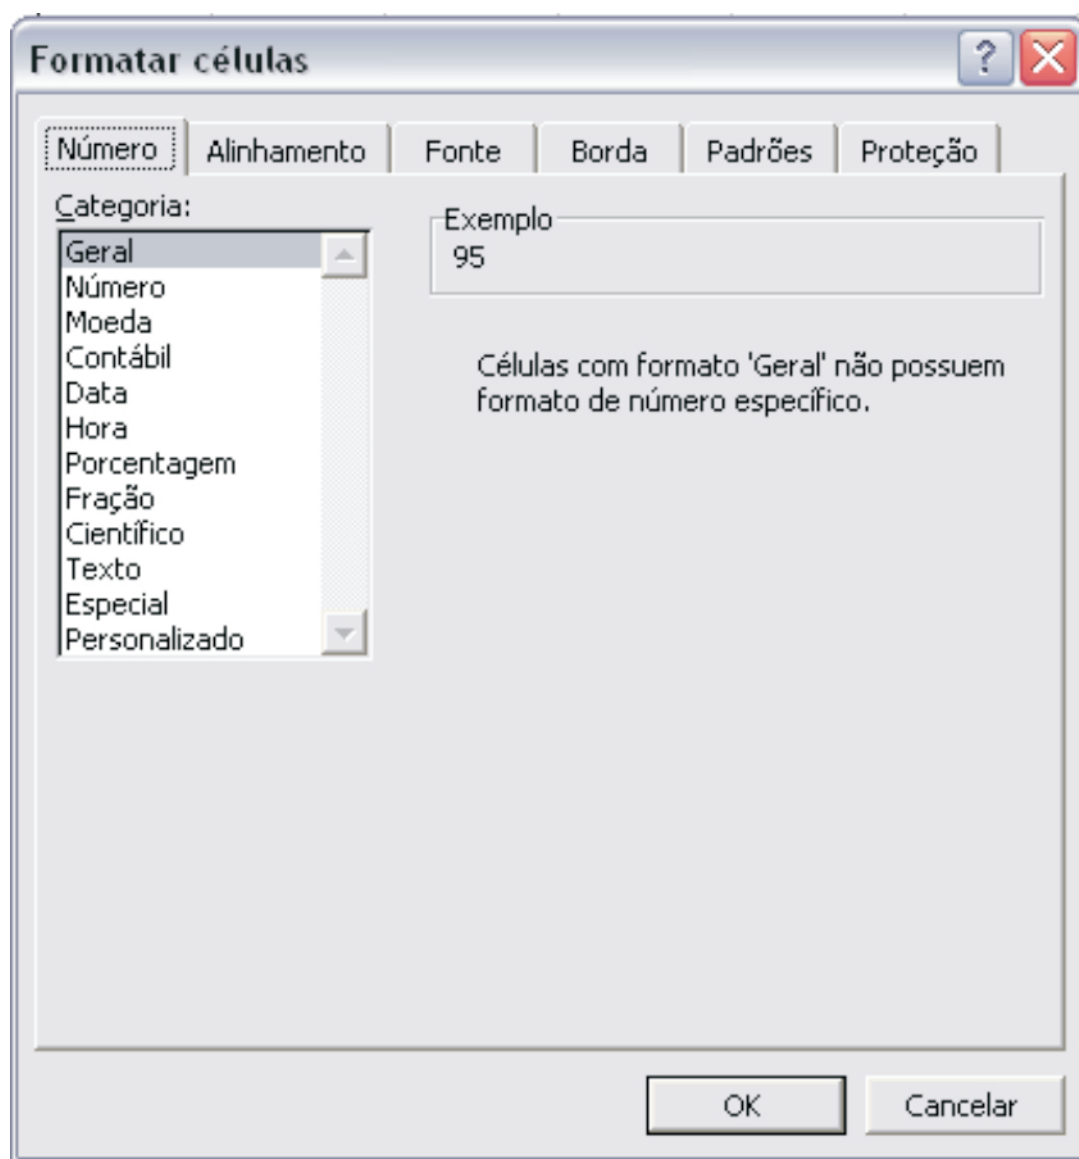 Formatar células
Número Alinhamento Fonte Borda Padrões Proteção
Categoria:
Geral
Número
Moeda
Contábil
Data
Hora
Porcentagem
Fração
Científico
Texto
Especial
Personalizado
Exemplo
95
Células com formato 'Geral' não possuem
formato de número específico.
OK Cancelar